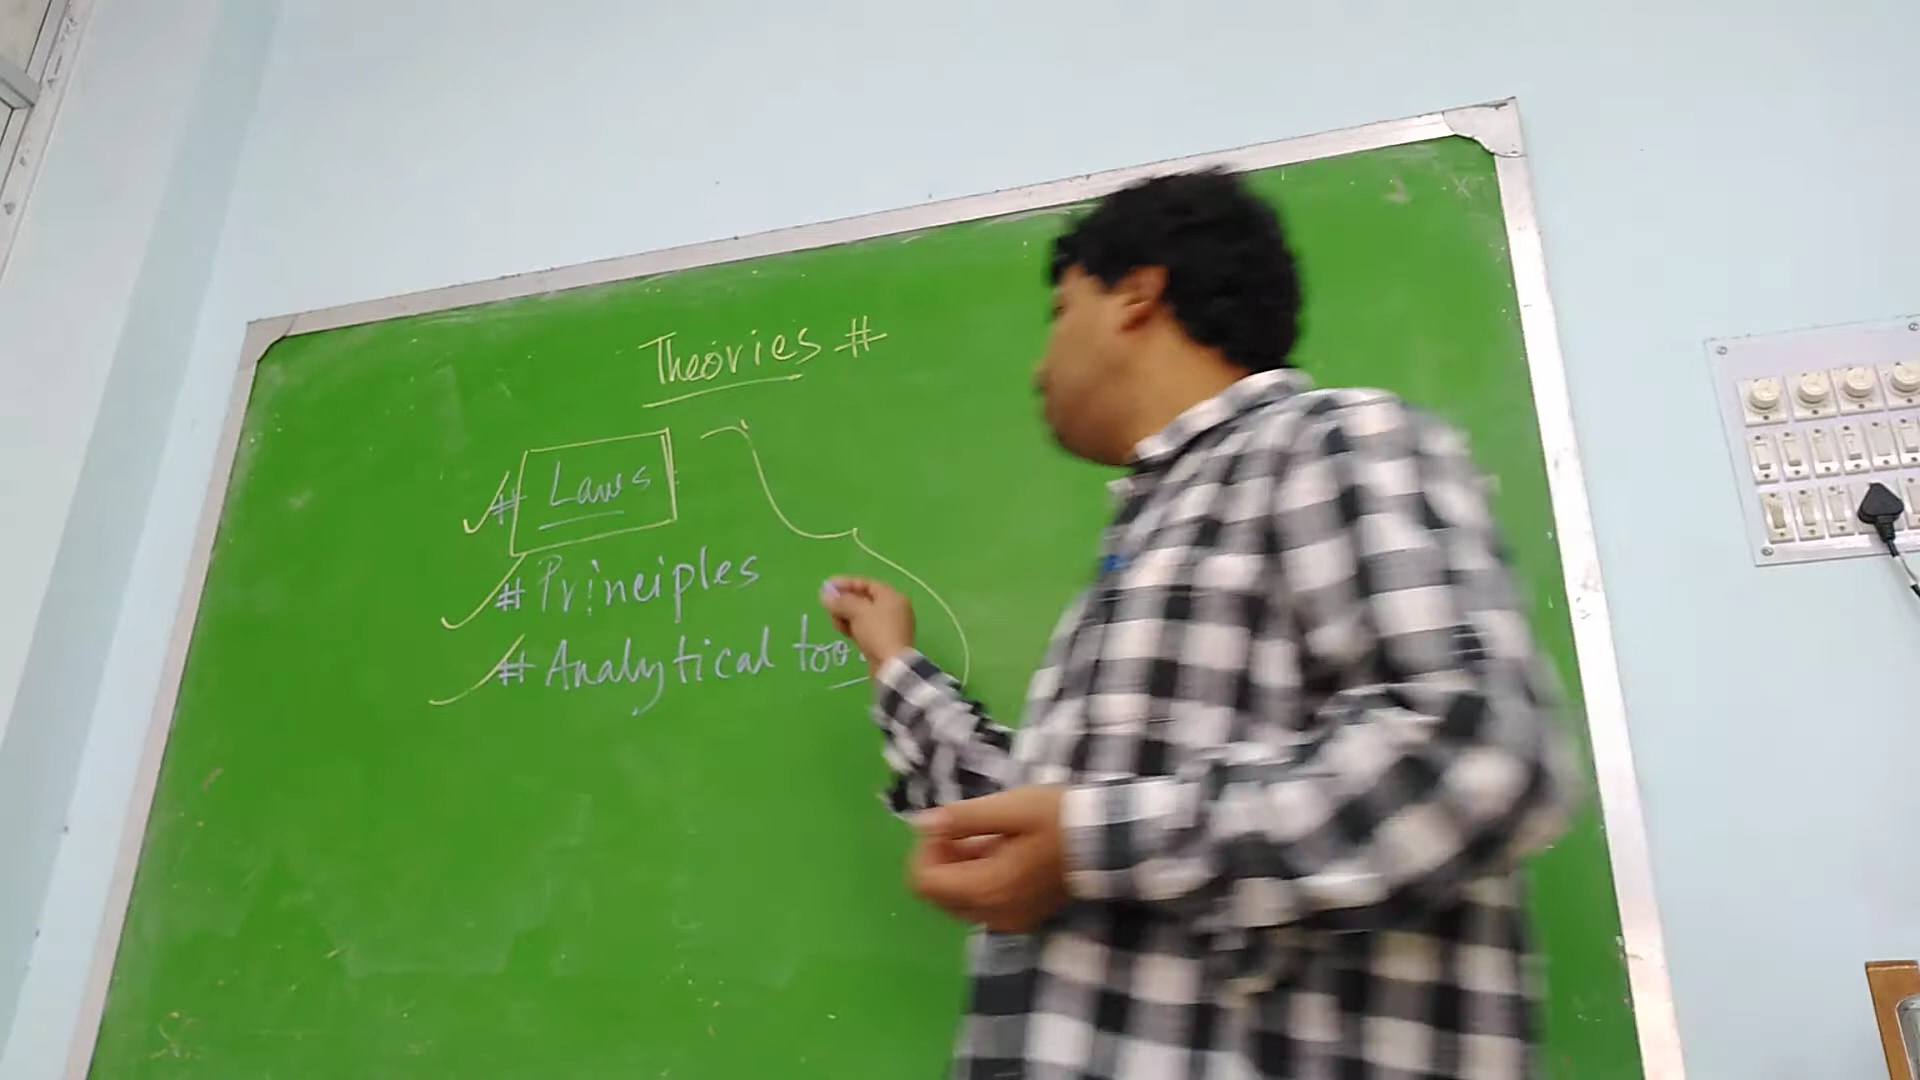 Theories #
# Laws
# Principles
# Analytical too